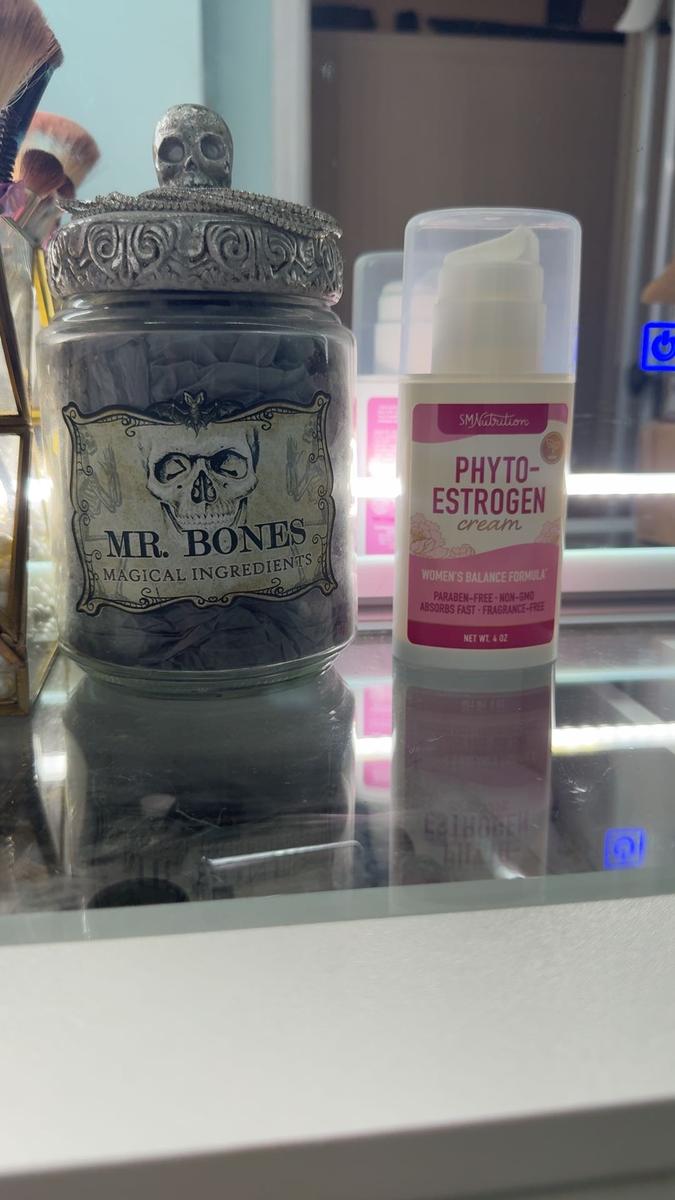 MR. BONES
MAGICAL INGREDIENTS
SMNutrition
PHYTO-
ESTROGEN
cream
WOMEN'S BALANCE FORMULA*
PARABEN-FREE · NON-GMO
ABSORBS FAST · FRAGRANCE-FREE
NET WT. 4 OZ